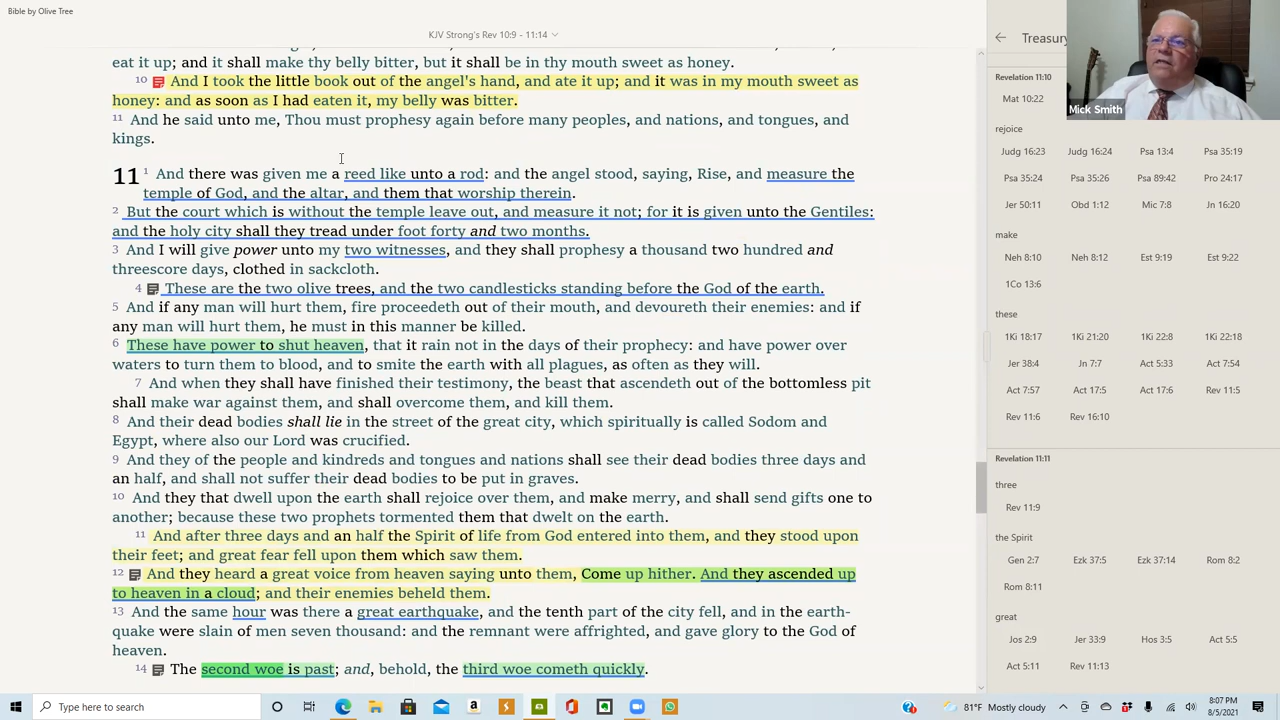 Bible by Olive Tree
KJV Strong's Rev 10:9 - 11:14
eat it up; and it shall make thy belly bitter, but it shall be in thy mouth sweet as honey.
10 And I took the little book out of the angel's hand, and ate it up; and it was in my mouth sweet as
honey: and as soon as I had eaten it, my belly was bitter.
11 And he said unto me, Thou must prophesy again before many peoples, and nations, and tongues, and
kings.
11 1 And there was given me a reed like unto a rod: and the angel stood, saying, Rise, and measure the
temple of God, and the altar, and them that worship therein.
2 But the court which is without the temple leave out, and measure it not; for it is given unto the Gentiles:
and the holy city shall they tread under foot forty and two months.
3 And I will give power unto my two witnesses, and they shall prophesy a thousand two hundred and
threescore days, clothed in sackcloth.
4 These are the two olive trees, and the two candlesticks standing before the God of the earth.
5 And if any man will hurt them, fire proceedeth out of their mouth, and devoureth their enemies: and if
any man will hurt them, he must in this manner be killed.
6 These have power to shut heaven, that it rain not in the days of their prophecy: and have power over
waters to turn them to blood, and to smite the earth with all plagues, as often as they will.
7 And when they shall have finished their testimony, the beast that ascendeth out of the bottomless pit
shall make war against them, and shall overcome them, and kill them.
8 And their dead bodies shall lie in the street of the great city, which spiritually is called Sodom and
Egypt, where also our Lord was crucified.
9 And they of the people and kindreds and tongues and nations shall see their dead bodies three days and
an half, and shall not suffer their dead bodies to be put in graves.
10 And they that dwell upon the earth shall rejoice over them, and make merry, and shall send gifts one to
another; because these two prophets tormented them that dwelt on the earth.
11 And after three days and an half the Spirit of life from God entered into them, and they stood upon
their feet; and great fear fell upon them which saw them.
12 And they heard a great voice from heaven saying unto them, Come up hither. And they ascended up
to heaven in a cloud; and their enemies beheld them.
13 And the same hour was there a great earthquake, and the tenth part of the city fell, and in the earth-
quake were slain of men seven thousand: and the remnant were affrighted, and gave glory to the God of
heaven.
14 The second woe is past; and, behold, the third woe cometh quickly.
Treasury
Revelation 11:10
Mat 10:22
Mick Smith
rejoice
Judg 16:23 Judg 16:24 Psa 13:4 Psa 35:19
Psa 35:24 Psa 35:26 Psa 89:42 Pro 24:17
Jer 50:11 Obd 1:12 Mic 7:8 Jn 16:20
make
Neh 8:10 Neh 8:12 Est 9:19 Est 9:22
1Co 13:6
these
1Ki 18:17 1Ki 21:20 1Ki 22:8 1Ki 22:18
Jer 38:4 Jn 7:7 Act 5:33 Act 7:54
Act 7:57 Act 17:5 Act 17:6 Rev 11:5
Rev 11:6 Rev 16:10
Revelation 11:11
three
Rev 11:9
the Spirit
Gen 2:7 Ezk 37:5 Ezk 37:14 Rom 8:2
Rom 8:11
great
Jos 2:9 Jer 33:9 Hos 3:5 Act 5:5
Act 5:11 Rev 11:13
Type here to search
81°F Mostly cloudy
8:07 PM
8/5/2021